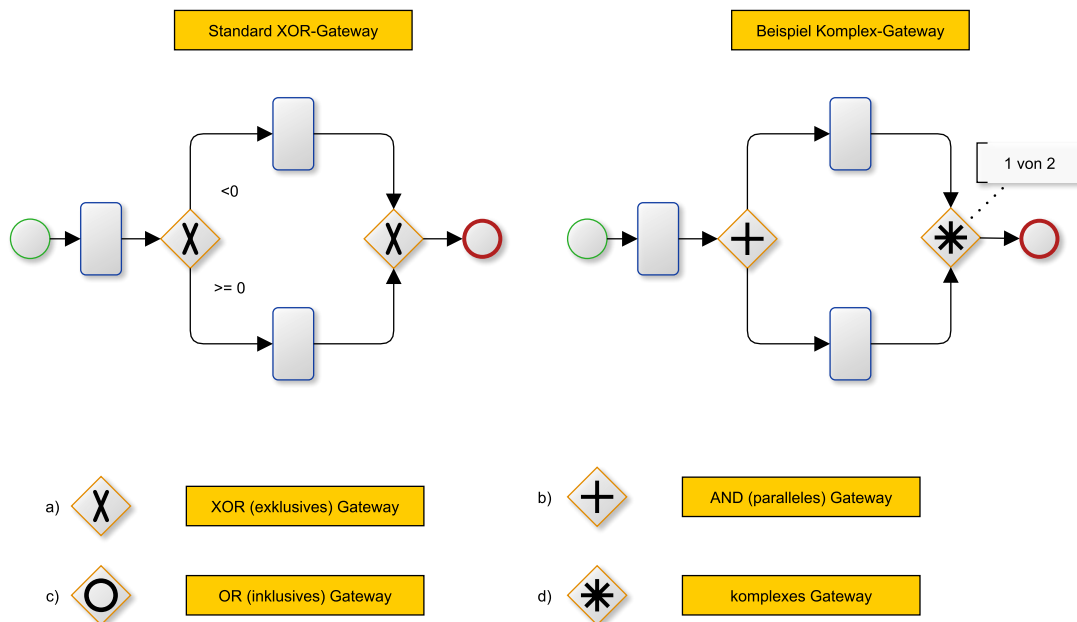 Standard XOR-Gateway
Beispiel Komplex-Gateway
1 von 2
<0
>= 0
a)
XOR (exklusives) Gateway
b)
AND (paralleles) Gateway
c)
OR (inklusives) Gateway
d)
komplexes Gateway